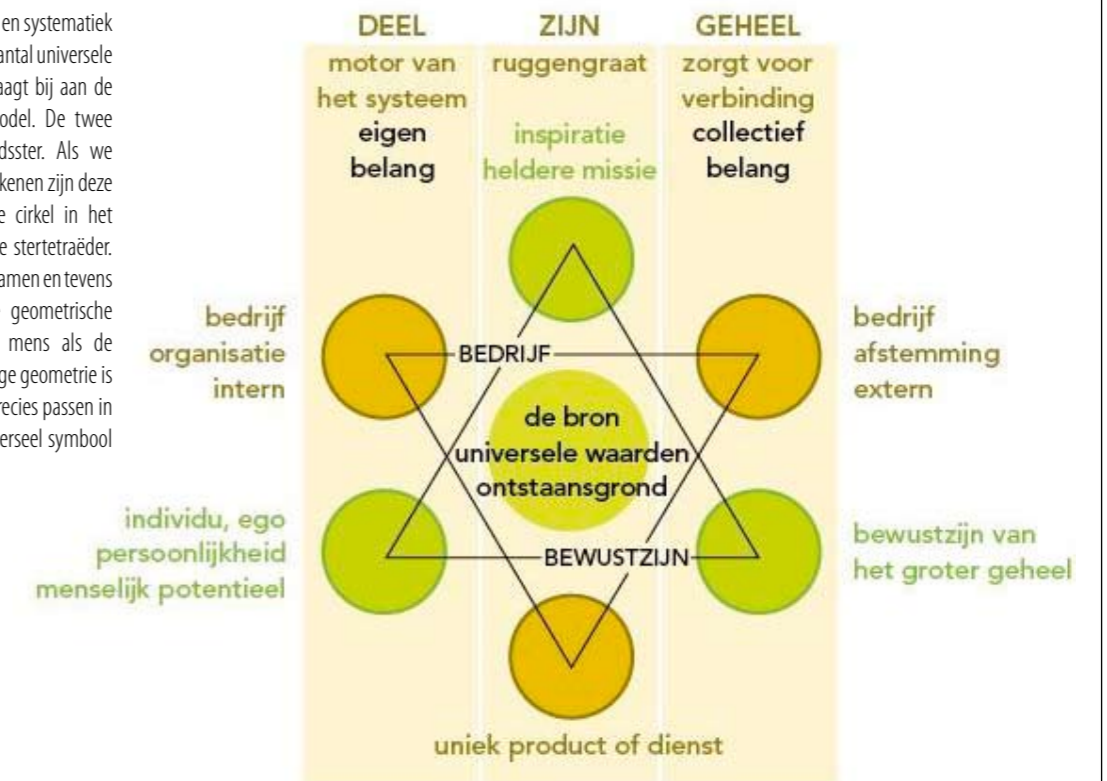 en systematiek
antal universele
aagt bij aan de
odel. De twee
dsster. Als we
kenen zijn deze
e cirkel in het
e stertetraëder.
amen en tevens
geometrische
mens als de
ge geometrie is
recies passen in
erseel symbool
DEEL
motor van
het systeem
eigen
belang
ZIJN
ruggengraat
inspiratie
heldere missie
GEHEEL
zorgt voor
verbinding
collectief
belang
bedrijf
organisatie
intern
BEDRIJF
bedrijf
afstemming
extern
de bron
universele waarden
ontstaansgrond
individu, ego
persoonlijkheid
menselijk potentieel
BEWUSTZIJN
bewustzijn van
het groter geheel
uniek product of dienst